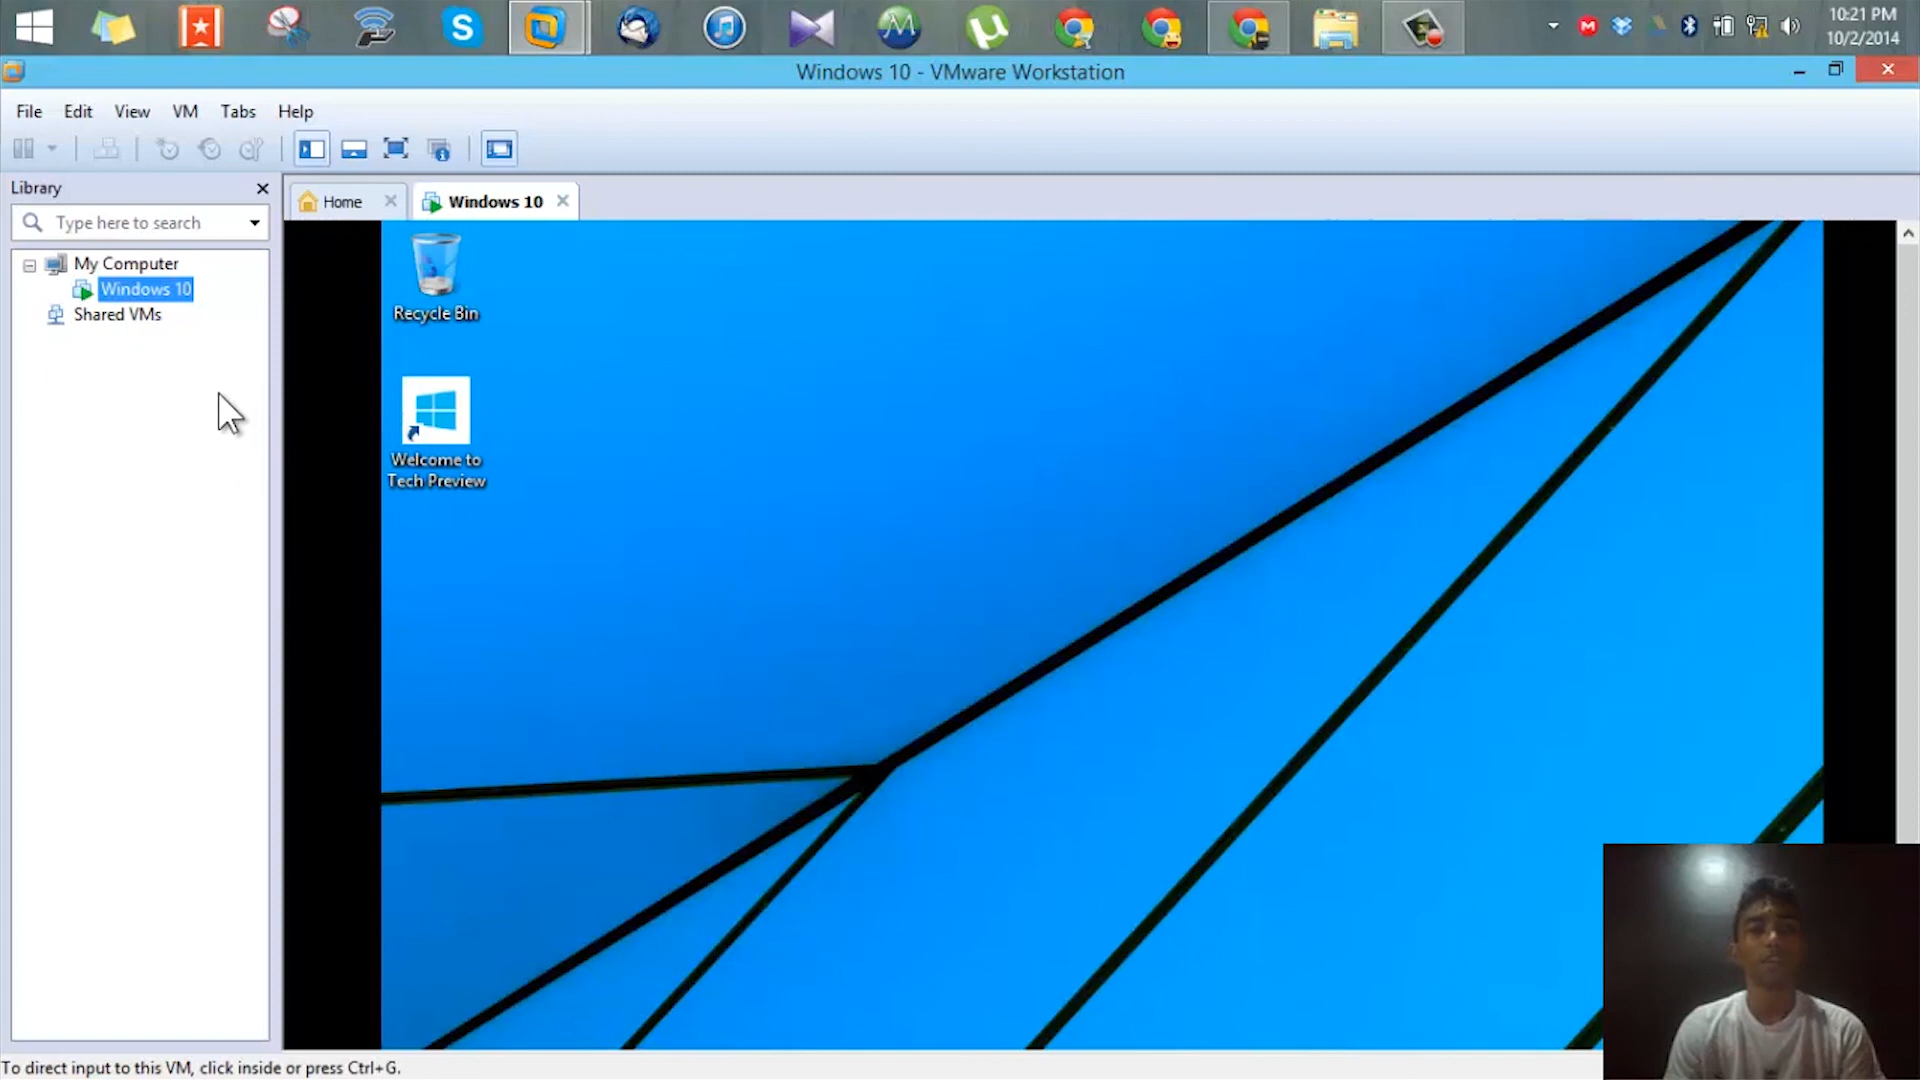 10:21 PM
10/2/2014
Windows 10 - VMware Workstation
File Edit View VM Tabs Help
Library
Home
Windows 10
Type here to search
My Computer
Windows 10
Shared VMs
Recycle Bin
Welcome to
Tech Preview
To direct input to this VM, click inside or press Ctrl+G.